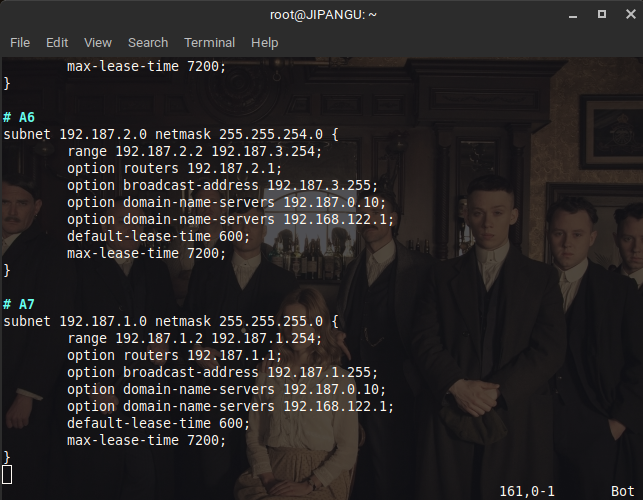 root@JIPANGU: ~
File Edit View Search Terminal Help
max-lease-time 7200;
}
# A6
subnet 192.187.2.0 netmask 255.255.254.0 {
range 192.187.2.2 192.187.3.254;
option routers 192.187.2.1;
option broadcast-address 192.187.3.255;
option domain-name-servers 192.187.0.10;
option domain-name-servers 192.168.122.1;
default-lease-time 600;
max-lease-time 7200;
}
# A7
subnet 192.187.1.0 netmask 255.255.255.0 {
range 192.187.1.2 192.187.1.254;
option routers 192.187.1.1;
option broadcast-address 192.187.1.255;
option domain-name-servers 192.187.0.10;
option domain-name-servers 192.168.122.1;
default-lease-time 600;
max-lease-time 7200;
}
161,0-1 Bot